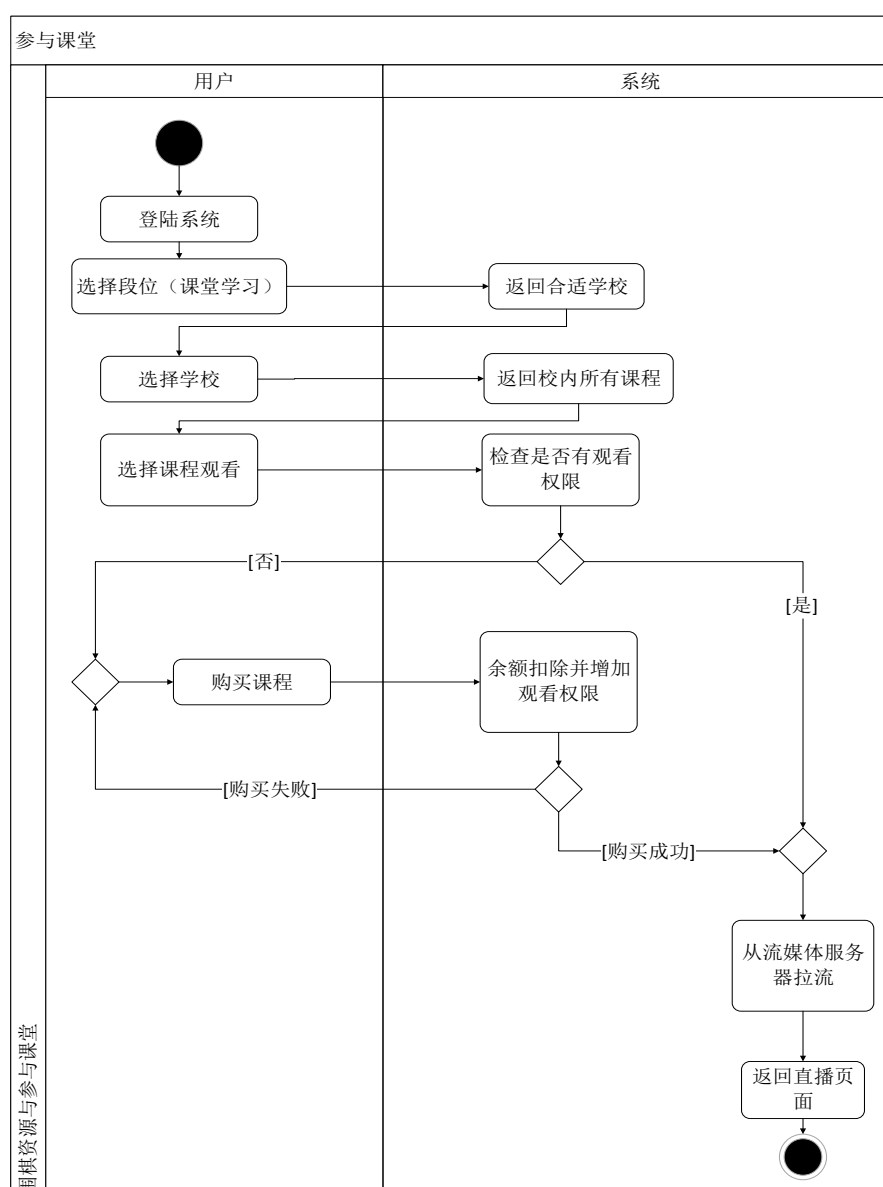 参与课堂
用户
系统
登陆系统
选择段位（课堂学习）
返回合适学校
选择学校
返回校内所有课程
选择课程观看
检查是否有观看
权限
[否]
[是]
购买课程
余额扣除并增加
观看权限
[购买失败]
[购买成功]
从流媒体服务
器拉流
返回直播页
面
围棋资源与参与课堂